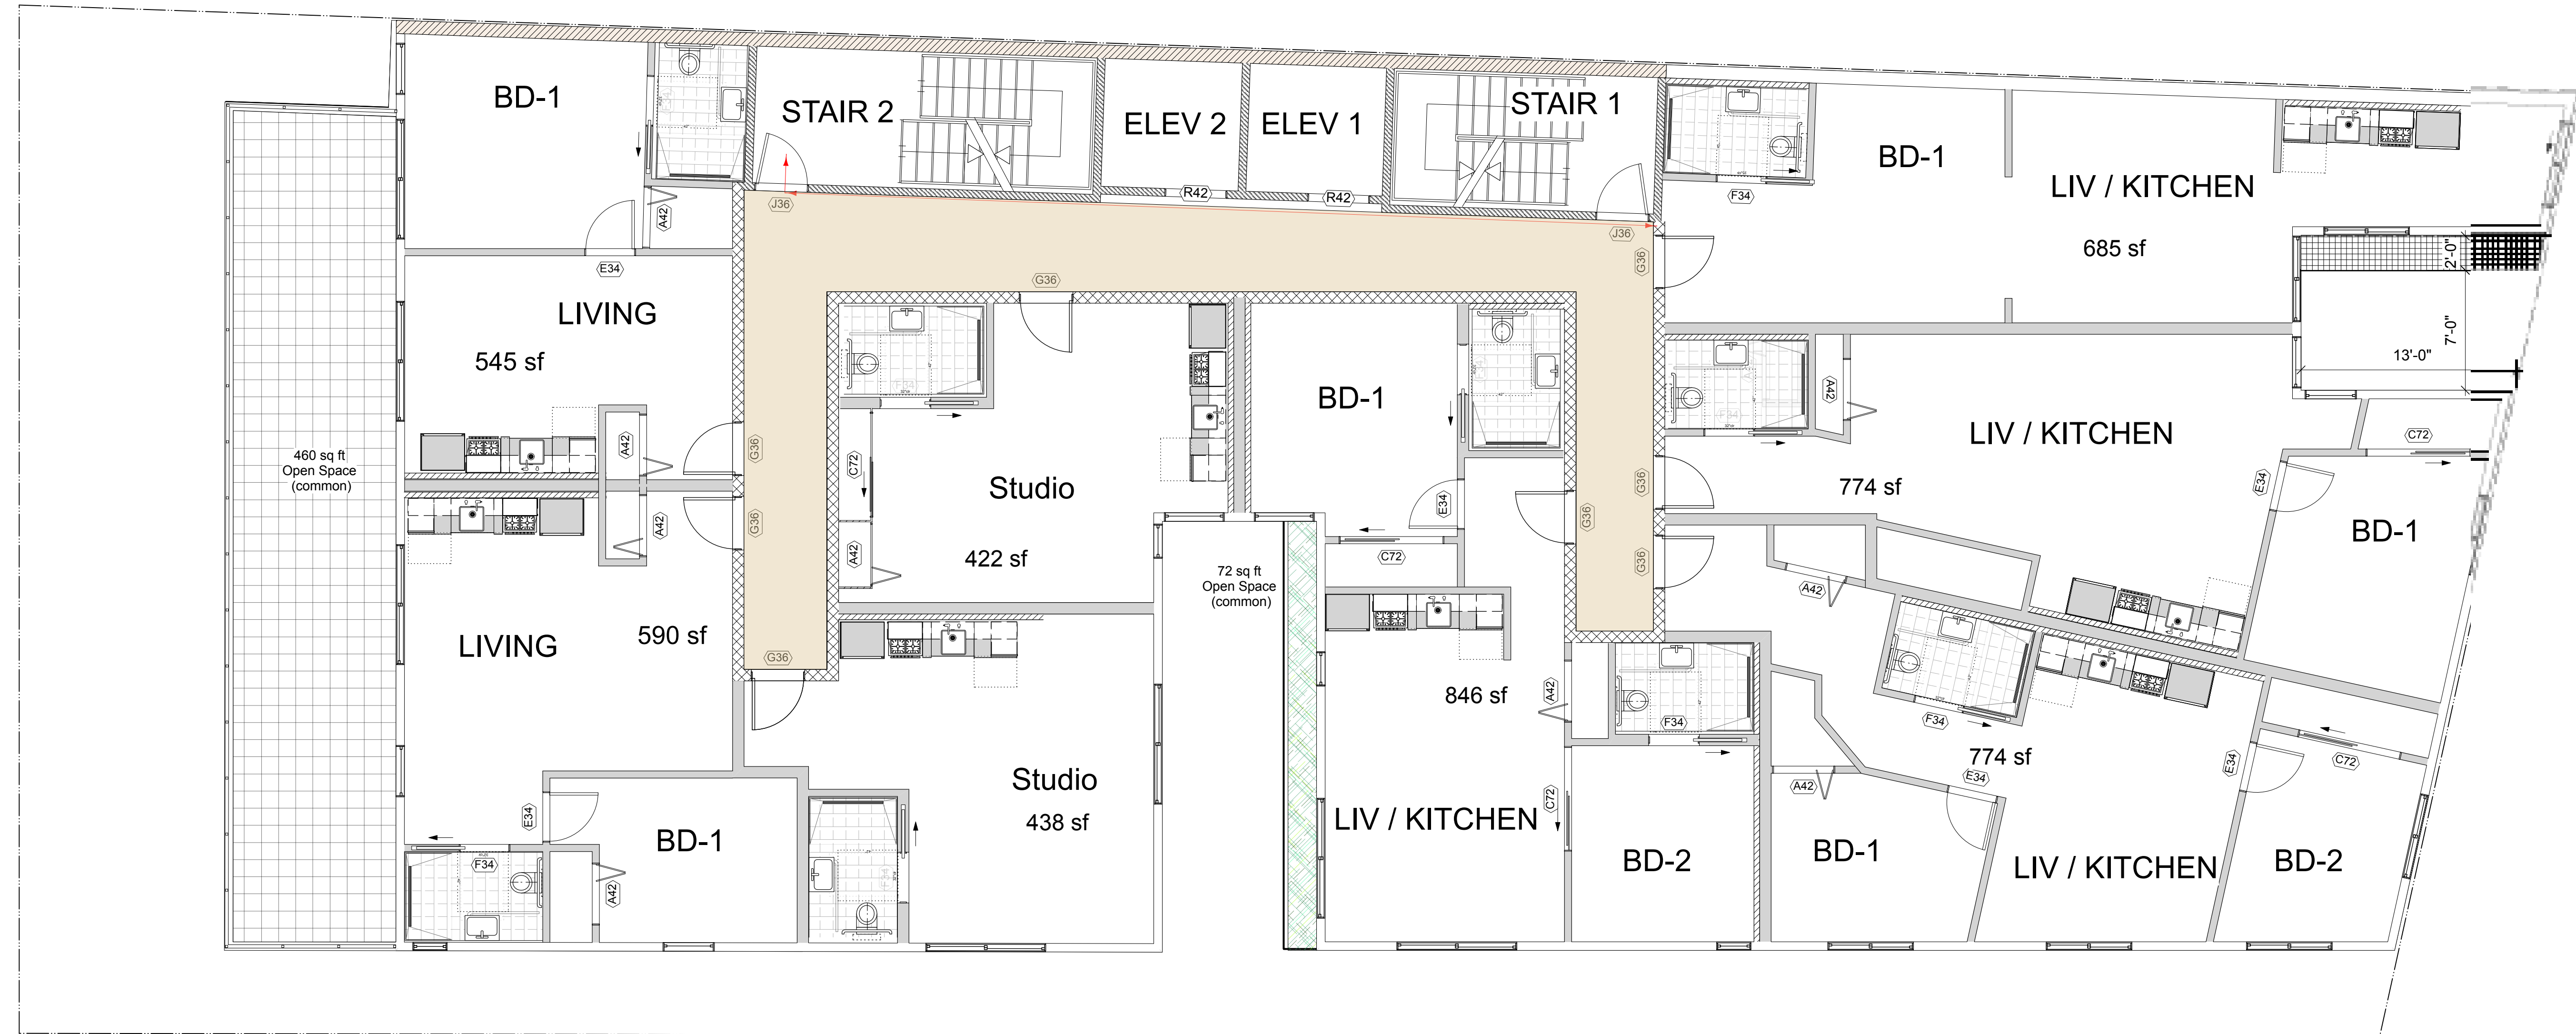 BD-1
STAIR 2
ELEV 2
ELEV 1
STAIR 1
BD-1
LIV / KITCHEN
685 sf
A42
J36
R42
R42
J36
F34
G36
E34
G36
2'-0"
7'-0"
13'-0"
LIVING
545 sf
A42
G36
460 sq ft
Open Space
(common)
A42
G36
F34
C72
Studio
422 sf
A42
BD-1
E34
C72
G36
72 sq ft
Open Space
(common)
A42
F34
LIV / KITCHEN
774 sf
G36
G36
C72
E34
BD-1
A42
LIVING
590 sf
G36
E34
F34
BD-1
A42
Studio
438 sf
F34
846 sf
A42
F34
C72
LIV / KITCHEN
BD-2
F34
774 sf
E34
A42
BD-1
LIV / KITCHEN
E34
C72
BD-2